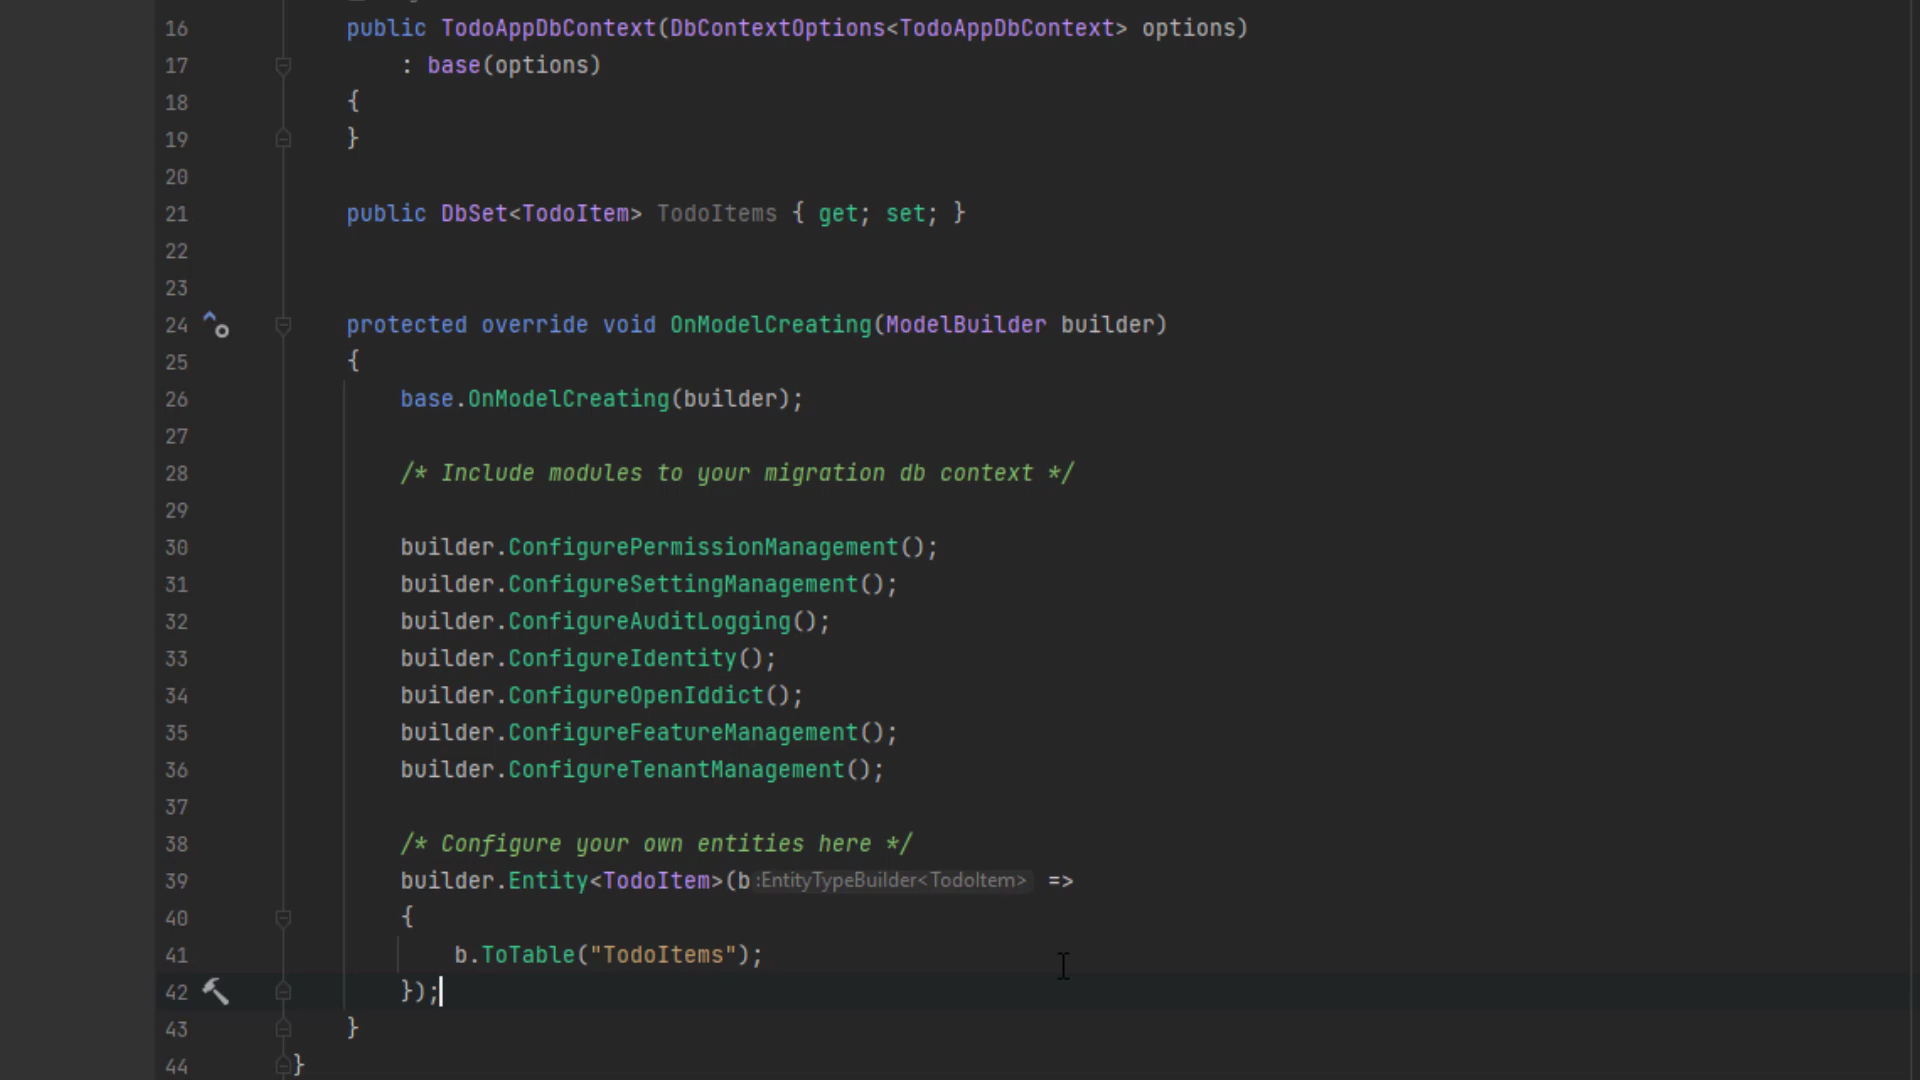 16 public TodoAppDbContext(DbContextOptions<TodoAppDbContext> options)
17 : base(options)
18 {
19 }
20
21 public DbSet<TodoItem> TodoItems { get; set; }
22
23
24 protected override void OnModelCreating(ModelBuilder builder)
25 {
26 base.OnModelCreating(builder);
27
28 /* Include modules to your migration db context */
29
30 builder.ConfigurePermissionManagement();
31 builder.ConfigureSettingManagement();
32 builder.ConfigureAuditLogging();
33 builder.ConfigureIdentity();
34 builder.ConfigureOpenIddict();
35 builder.ConfigureFeatureManagement();
36 builder.ConfigureTenantManagement();
37
38 /* Configure your own entities here */
39 builder.Entity<TodoItem>(b :EntityTypeBuilder<TodoItem> =>
40 {
41 b.ToTable("TodoItems");
42 });
43 }
44 }